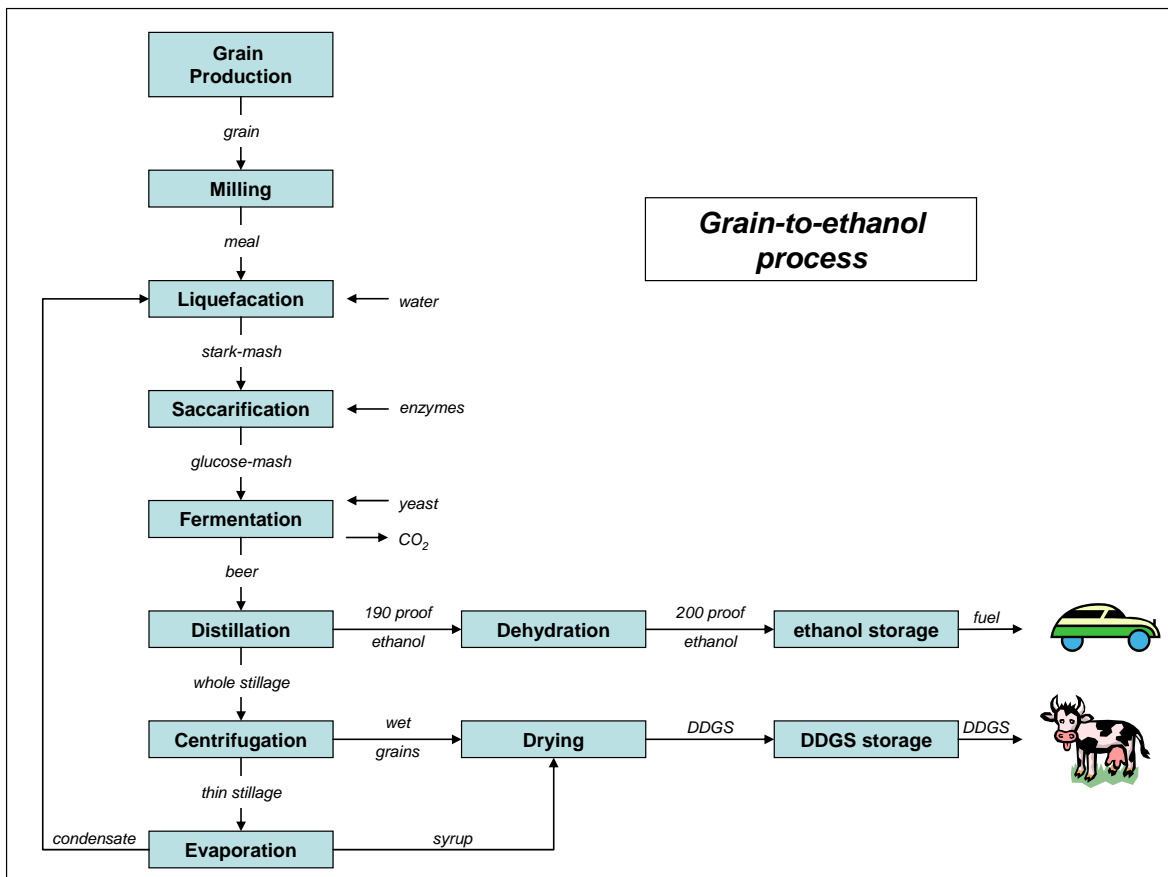 Grain
Production
grain
Milling
Grain-to-ethanol
process
meal
Liquefacation
water
stark-mash
Saccarification
enzymes
glucose-mash
Fermentation
yeast
CO2
beer
Distillation
190 proof
ethanol
Dehydration
200 proof
ethanol
ethanol storage
fuel
whole stillage
Centrifugation
wet
grains
Drying
DDGS
DDGS storage
DDGS
thin stillage
condensate
Evaporation
syrup